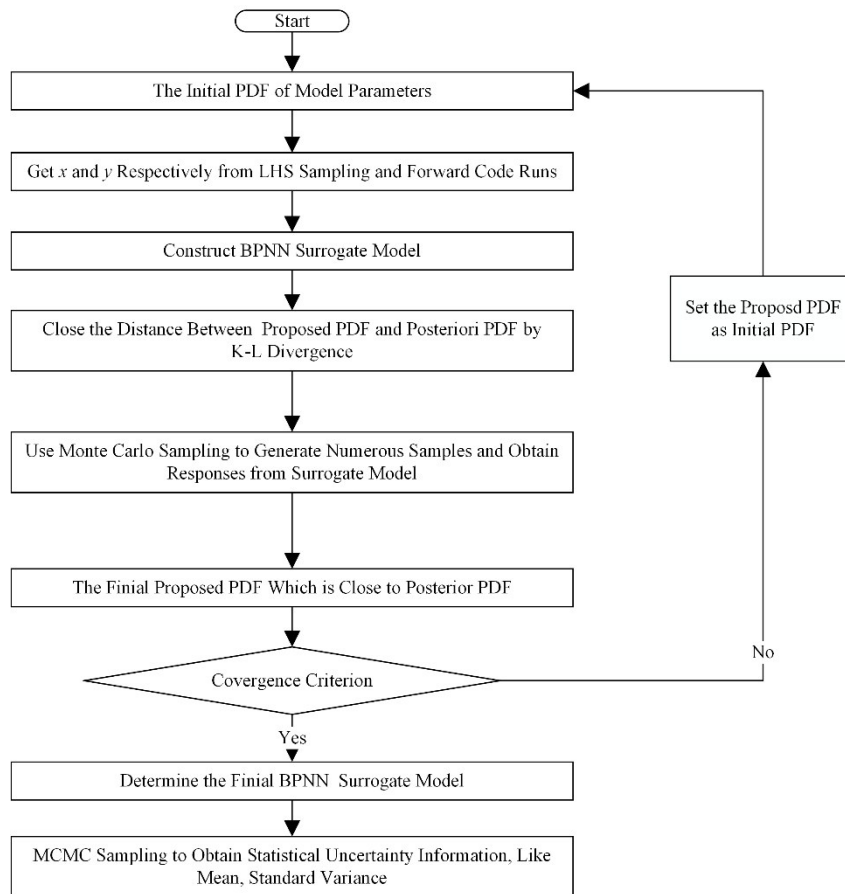 Start
The Initial PDF of Model Parameters
Get x and y Respectively from LHS Sampling and Forward Code Runs
Construct BPNN Surrogate Model
Close the Distance Between Proposed PDF and Posteriori PDF by
K-L Divergence
Set the Proposd PDF
as Initial PDF
Use Monte Carlo Sampling to Generate Numerous Samples and Obtain
Responses from Surrogate Model
The Finial Proposed PDF Which is Close to Posterior PDF
No
Covergence Criterion
Yes
Determine the Finial BPNN Surrogate Model
MCMC Sampling to Obtain Statistical Uncertainty Information, Like
Mean, Standard Variance